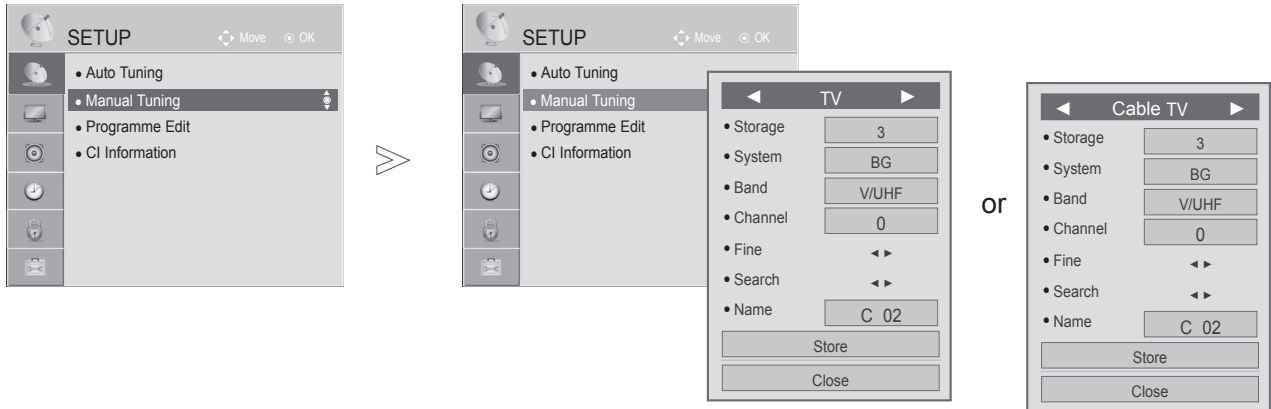 SETUP
Move OK
• Auto Tuning
• Manual Tuning
• Programme Edit
• CI Information
SETUP
Move OK
• Auto Tuning
• Manual Tuning
• Programme Edit
• CI Information
◄ TV ►
• Storage 3
• System BG
• Band V/UHF
• Channel 0
• Fine ◄ ►
• Search ◄ ►
• Name C 02
Store
Close
or
◄ Cable TV ►
• Storage 3
• System BG
• Band V/UHF
• Channel 0
• Fine ◄ ►
• Search ◄ ►
• Name C 02
Store
Close